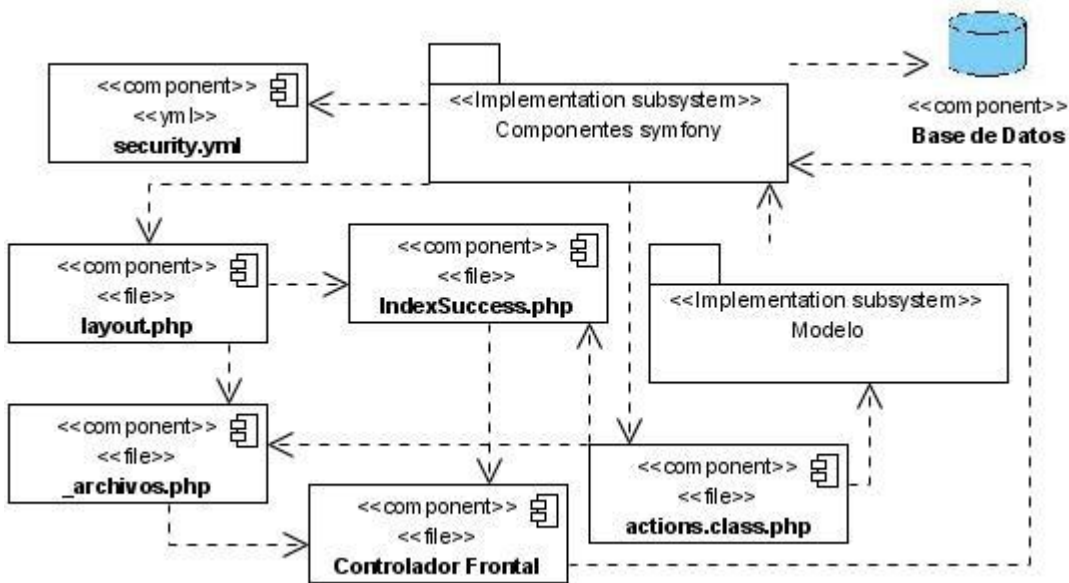 <<component>>
<<yml>>
security.yml
<<Implementation subsystem>>
Componentes symfony
<<component>>
Base de Datos
<<component>>
<<file>>
layout.php
<<component>>
<<file>>
IndexSuccess.php
<<Implementation subsystem>>
Modelo
<<component>>
<<file>>
_archivos.php
<<component>>
<<file>>
Controlador Frontal
<<component>>
<<file>>
actions.class.php